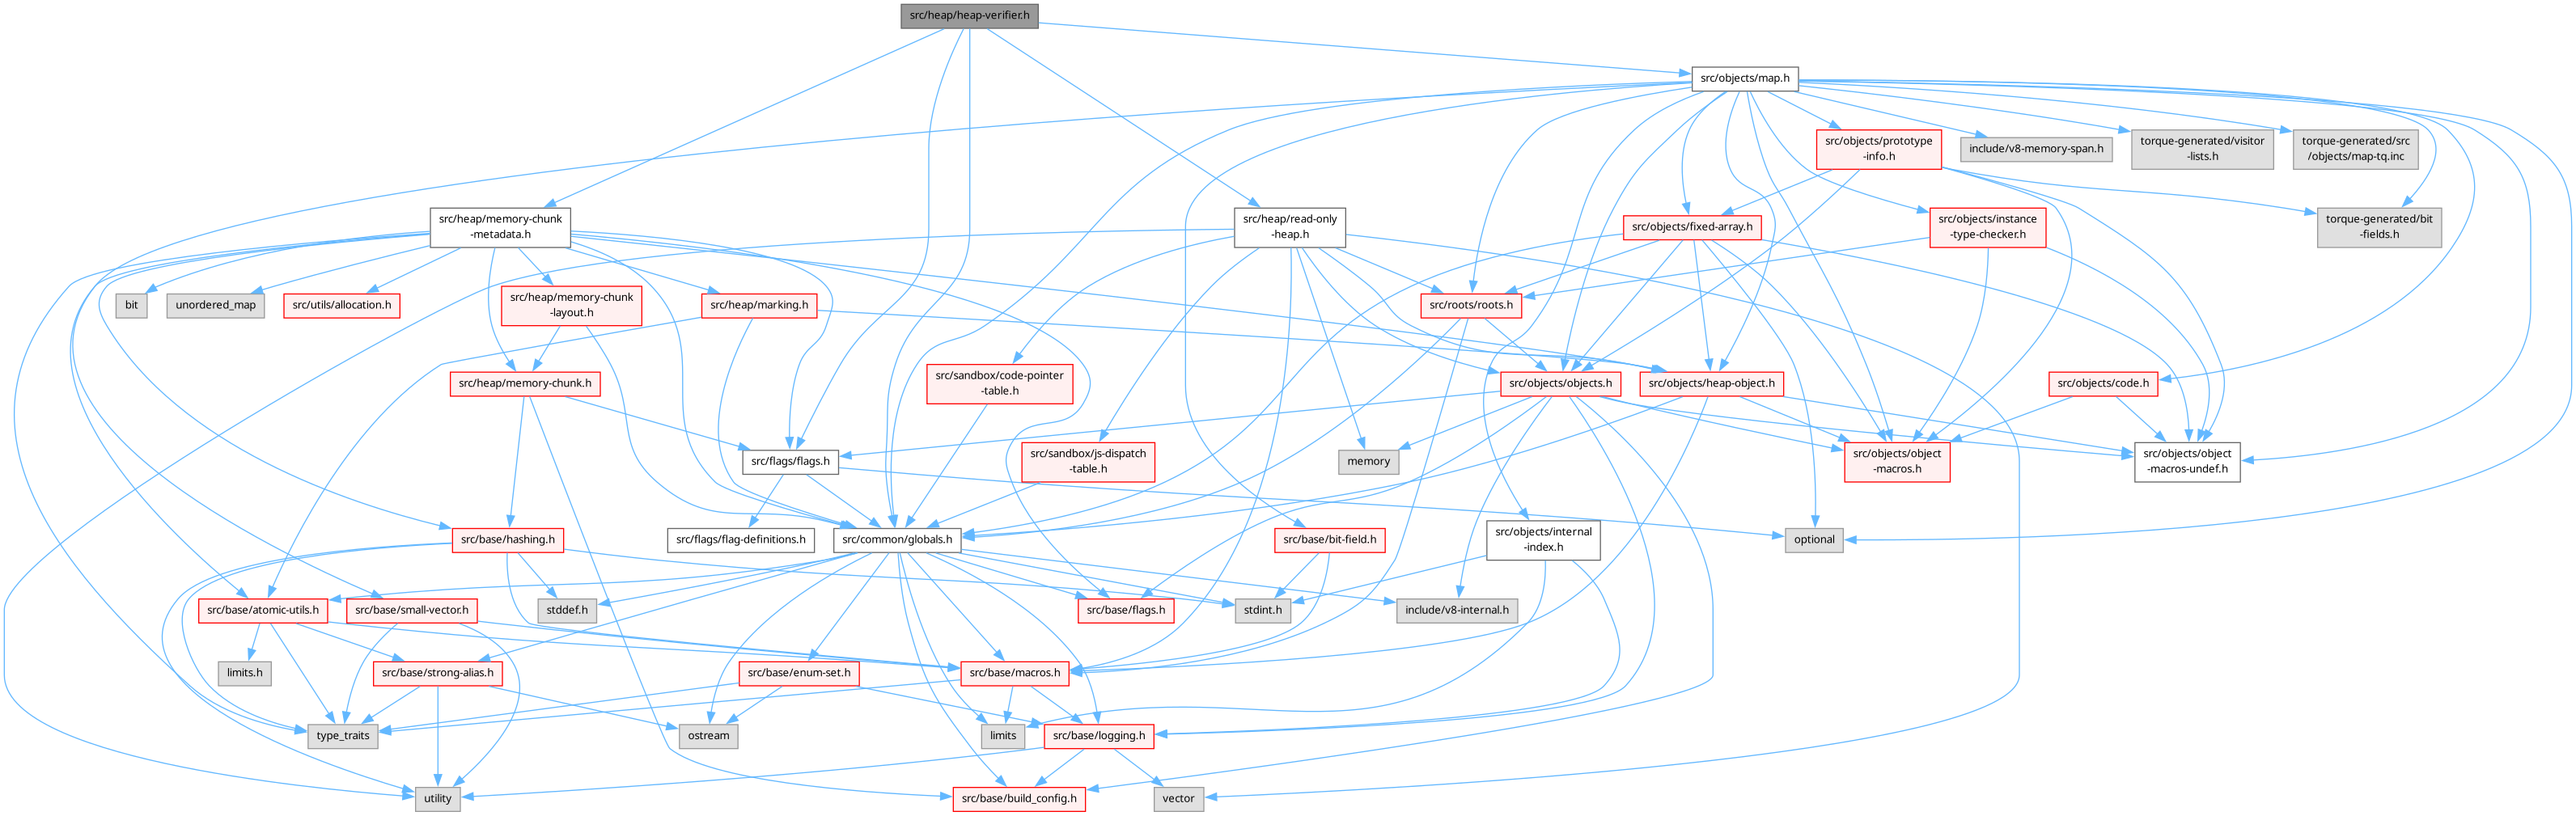 src/heap/heap-verifier.h
src/objects/map.h
src/objects/prototype
-info.h
include/v8-memory-span.h
torque-generated/visitor
-lists.h
torque-generated/src
/objects/map-tq.inc
src/heap/memory-chunk
-metadata.h
src/heap/read-only
-heap.h
src/objects/fixed-array.h
src/objects/instance
-type-checker.h
torque-generated/bit
-fields.h
bit
unordered_map
src/utils/allocation.h
src/heap/memory-chunk
-layout.h
src/heap/marking.h
src/roots/roots.h
src/heap/memory-chunk.h
src/sandbox/code-pointer
-table.h
src/objects/objects.h
src/objects/heap-object.h
src/objects/code.h
src/flags/flags.h
src/sandbox/js-dispatch
-table.h
memory
src/objects/object
-macros.h
src/objects/object
-macros-undef.h
src/base/hashing.h
src/flags/flag-definitions.h
src/common/globals.h
src/base/bit-field.h
src/objects/internal
-index.h
optional
src/base/atomic-utils.h
src/base/small-vector.h
stddef.h
src/base/flags.h
stdint.h
include/v8-internal.h
limits.h
src/base/strong-alias.h
src/base/enum-set.h
src/base/macros.h
type_traits
ostream
limits
src/base/logging.h
utility
src/base/build_config.h
vector